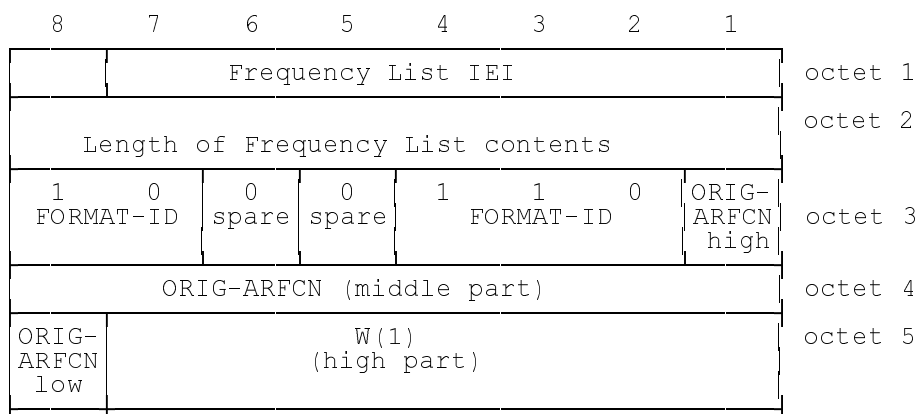 8 7 6 5 4 3 2 1
Frequency List IEI octet 1
octet 2
Length of Frequency List contents
1 0 0 0 1 1 0 ORIG-
FORMAT-ID spare spare FORMAT-ID ARFCN octet 3
high
ORIG-ARFCN (middle part) octet 4
ORIG- W(1) octet 5
ARFCN (high part)
low